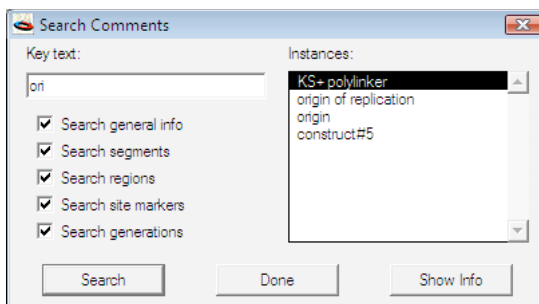 Search Comments
Key text:
ori
Search general info
Search segments
Search regions
Search site markers
Search generations
Instances:
KS+ polylinker
origin of replication
origin
construct#5
Search
Done
Show Info